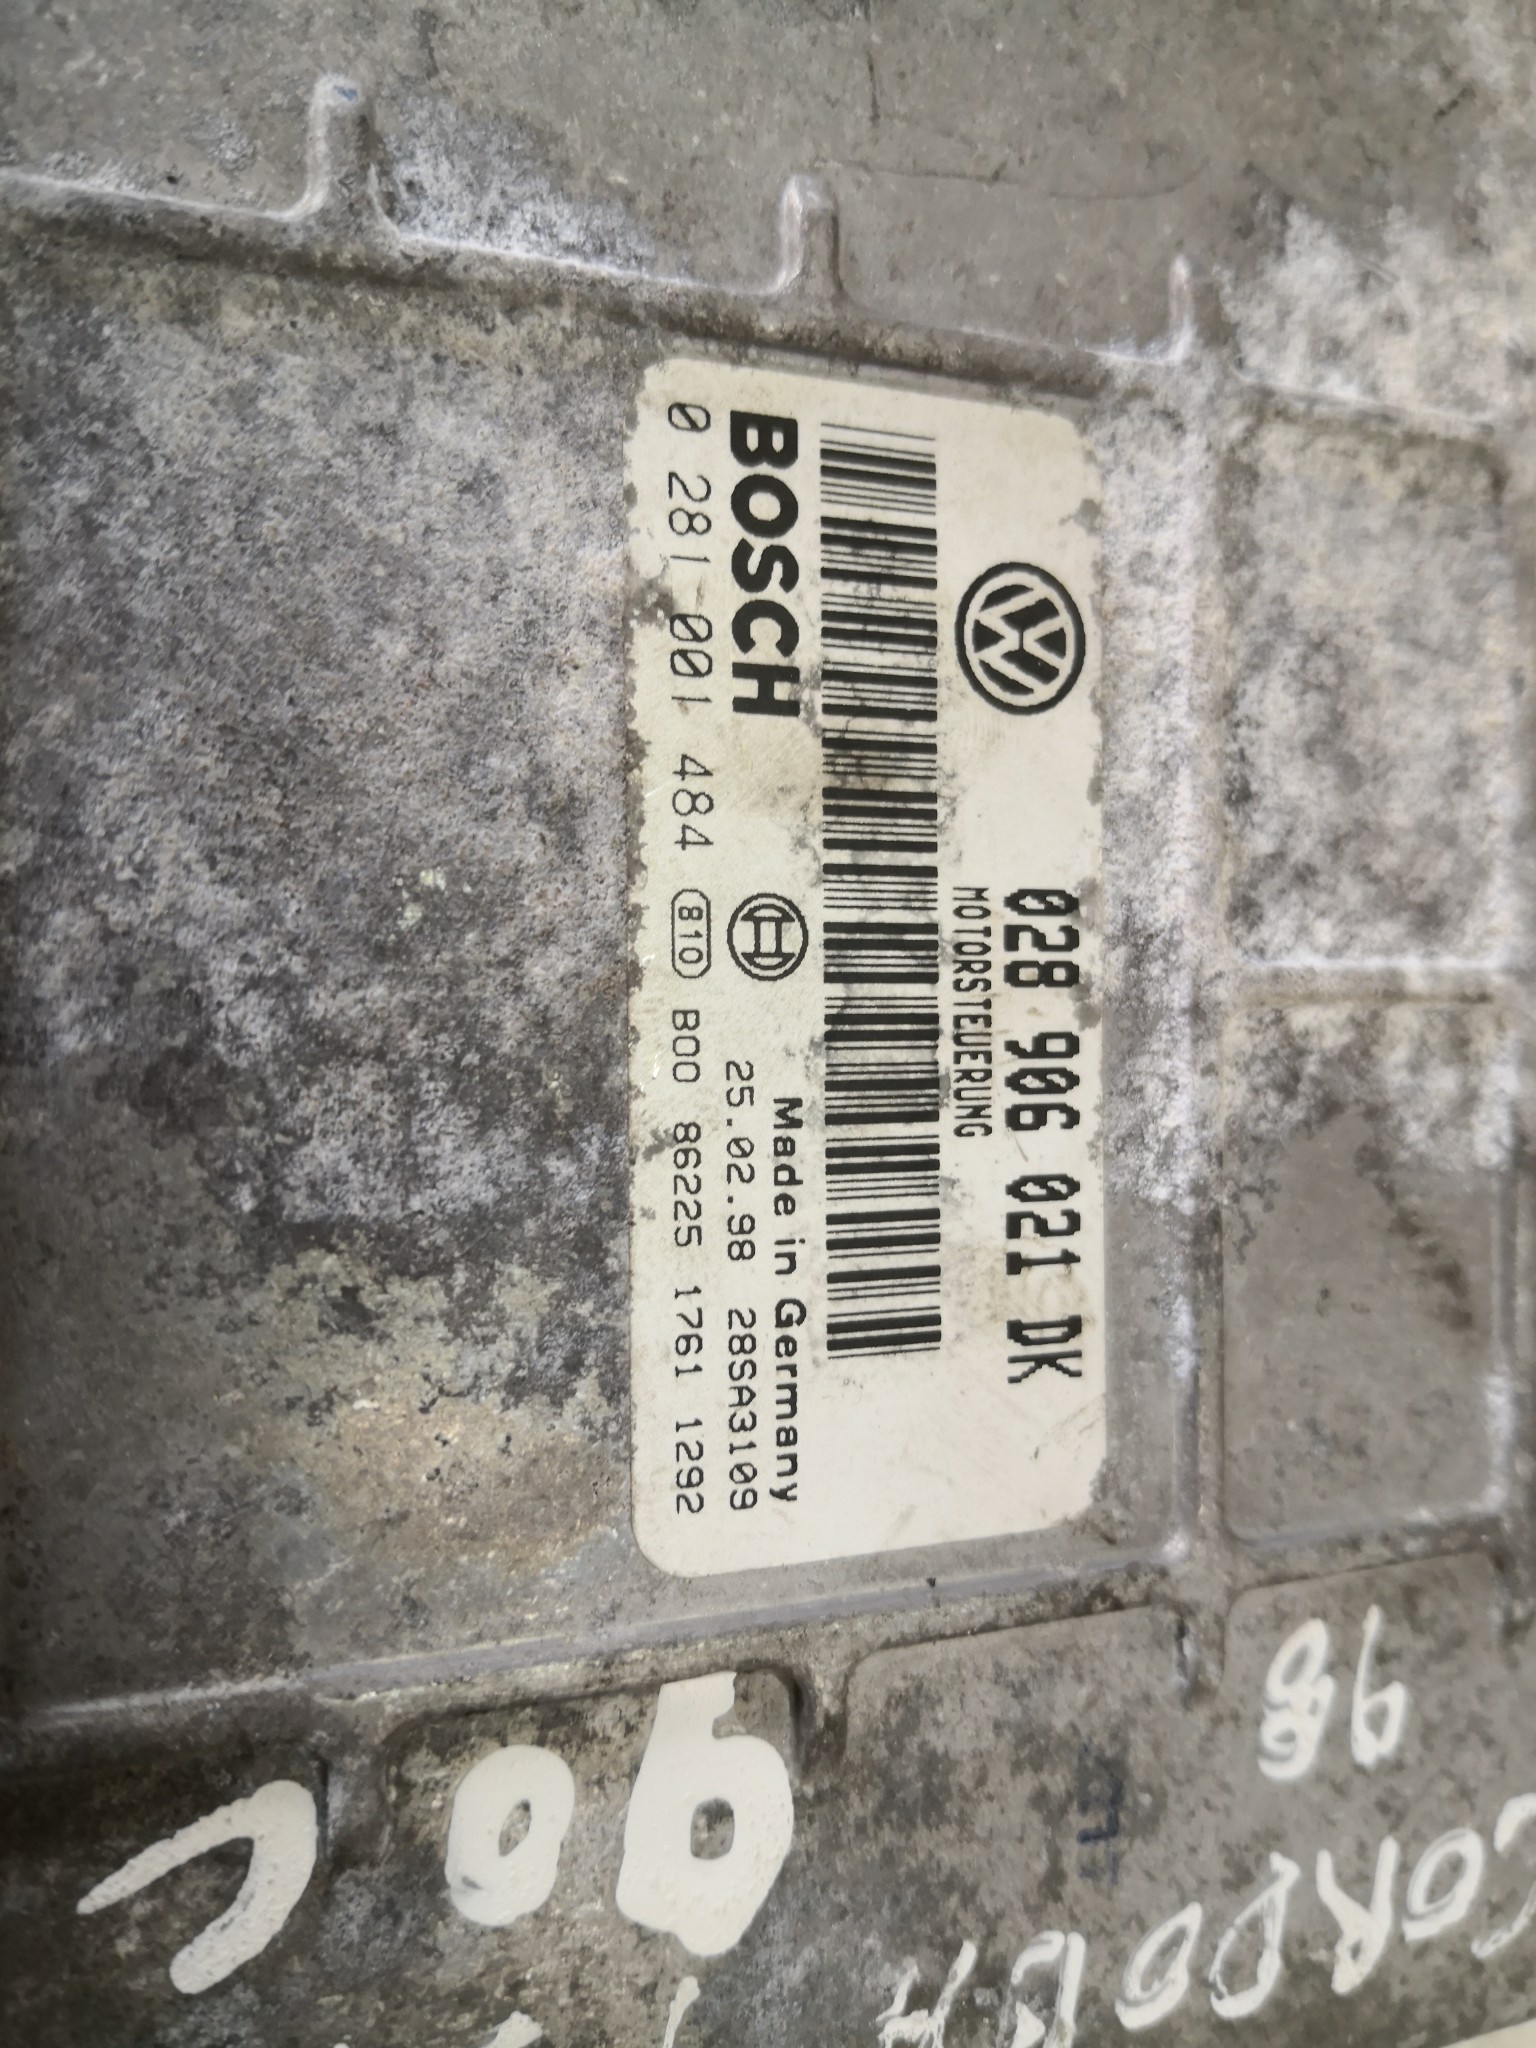 028 906 021 DK
MOTORSTEUERUNG
BOSCH
Made in Germany
25.02.98 28SA3109
0 281 001 484 810 B00 86225 1761 1292
98
CORDOBA